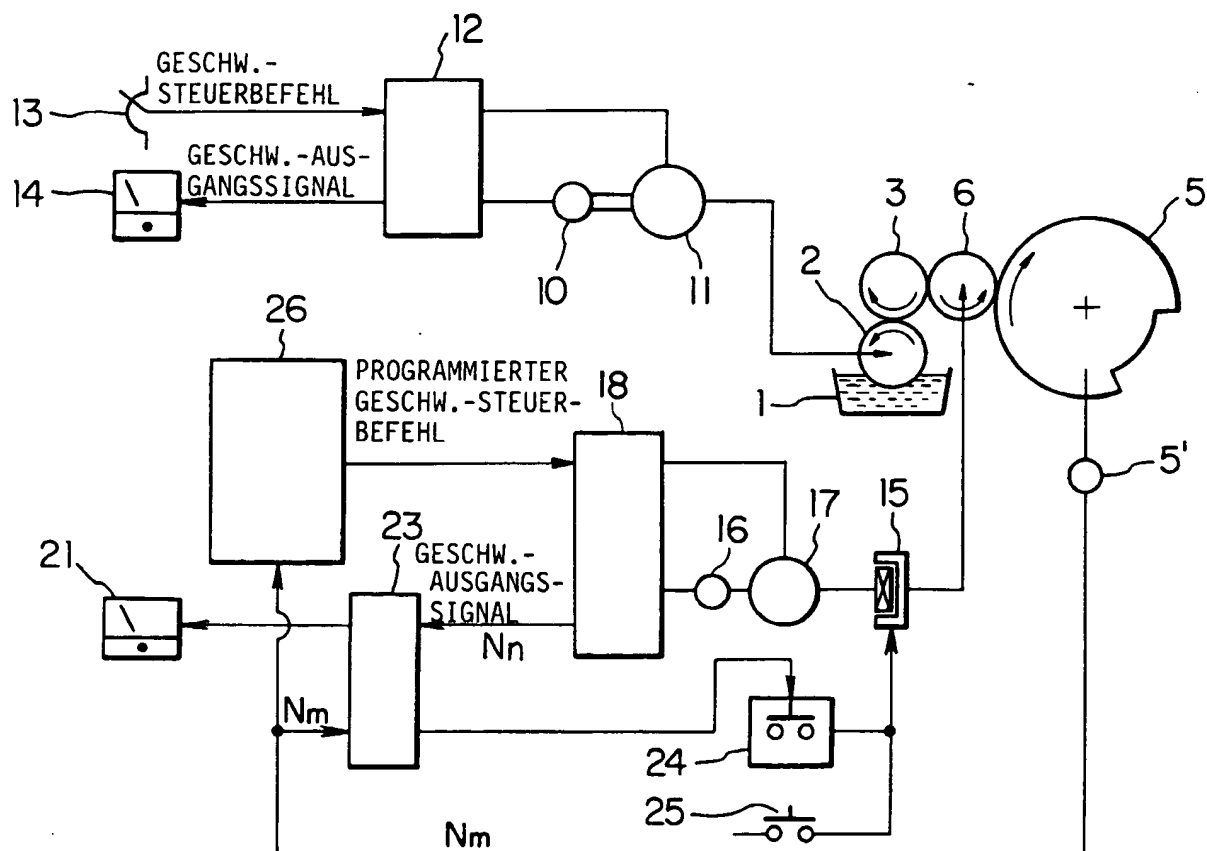 12
GESCHW.-
STEUERBEFEHL
13
GESCHW.-AUS-
GANGSSIGNAL
14
10
11
3
6
5
2
1
26
PROGRAMMIERTER
GESCHW.-STEUER-
BEFEHL
18
5'
15
17
16
21
23
GESCHW.-
AUSGANGS-
SIGNAL
Nn
Nm
24
25
Nm